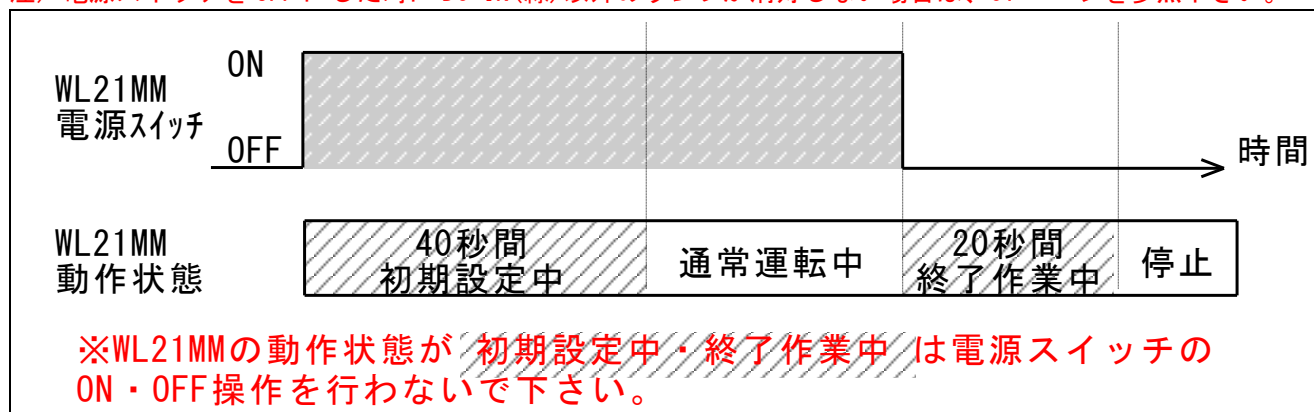 ON
WL21MM
電源スイッチ
OFF
時間
WL21MM
動作状態
40秒間
初期設定中
通常運転中
20秒間
終了作業中
停止
※WL21MMの動作状態が 初期設定中・終了作業中 は電源スイッチの
ON・OFF操作を行わないで下さい。